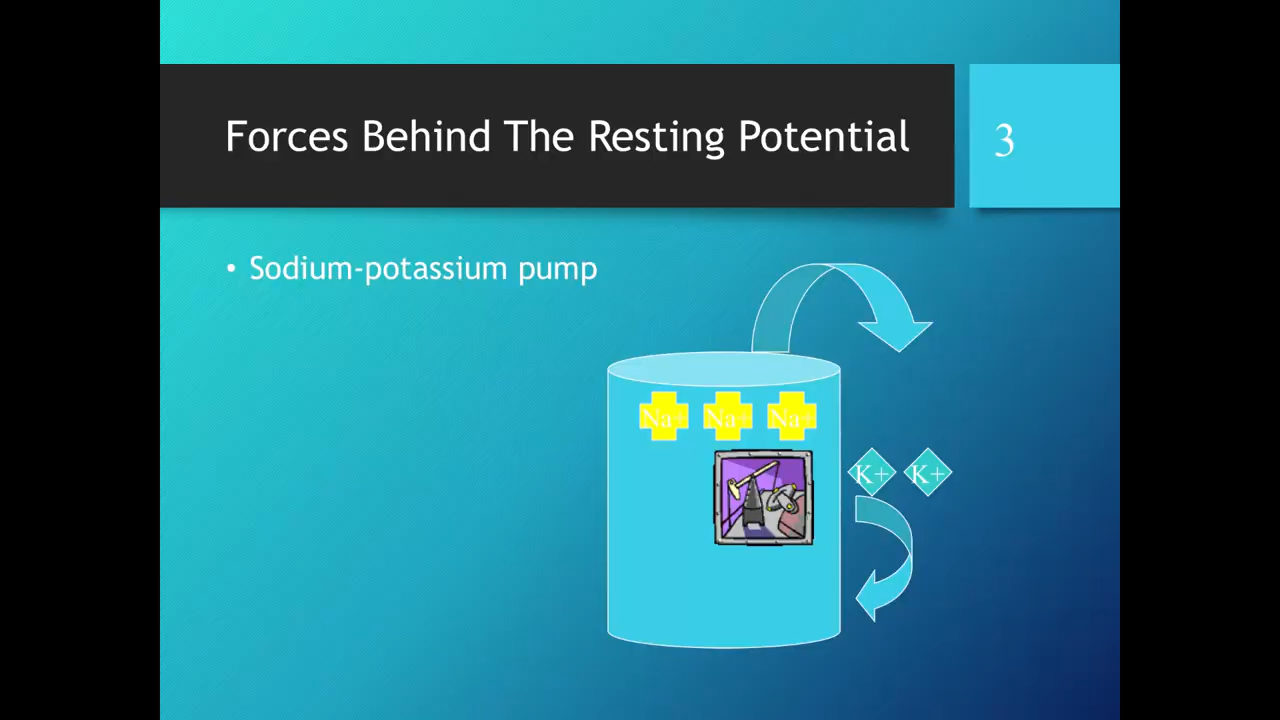 Forces Behind The Resting Potential
3
• Sodium-potassium pump
Na+ Na+ Na+
K+ K+